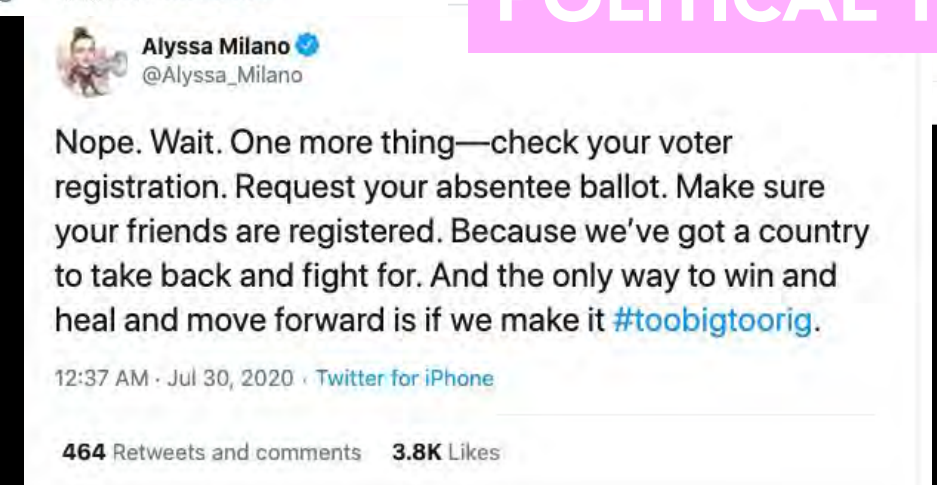 POLITICAL
Alyssa Milano
@Alyssa_Milano
Nope. Wait. One more thing—check your voter
registration. Request your absentee ballot. Make sure
your friends are registered. Because we've got a country
to take back and fight for. And the only way to win and
heal and move forward is if we make it #toobigtoorig.
12:37 AM · Jul 30, 2020 · Twitter for iPhone
464 Retweets and comments 3.8K Likes